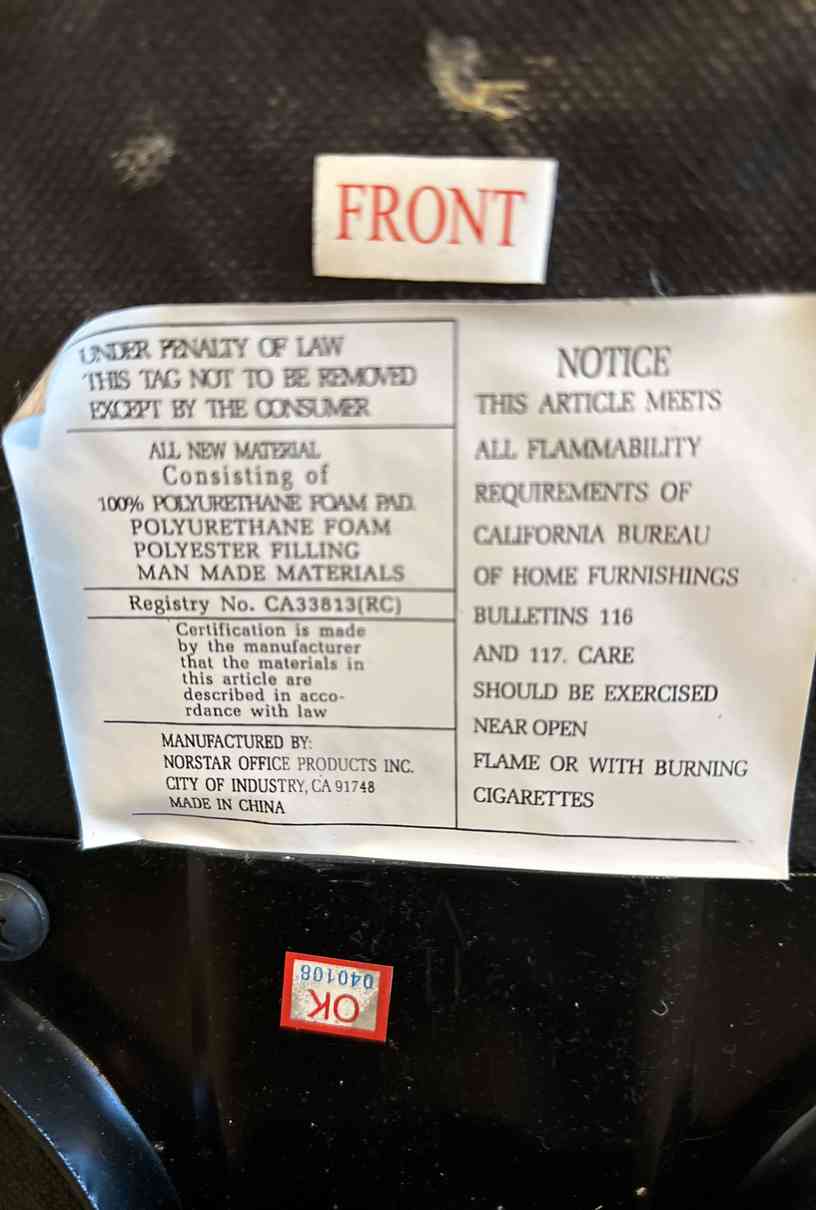 FRONT
UNDER PENALTY OF LAW
THIS TAG NOT TO BE REMOVED
EXCEPT BY THE CONSUMER
ALL NEW MATERIAL
Consisting of
100% POLYURETHANE FOAM PAD.
POLYURETHANE FOAM
POLYESTER FILLING
MAN MADE MATERIALS
Registry No. CA33813(RC)
Certification is made
by the manufacturer
that the materials in
this article are
described in acco-
rdance with law
MANUFACTURED BY:
NORSTAR OFFICE PRODUCTS INC.
CITY OF INDUSTRY, CA 91748
MADE IN CHINA
NOTICE
THIS ARTICLE MEETS
ALL FLAMMABILITY
REQUIREMENTS OF
CALIFORNIA BUREAU
OF HOME FURNISHINGS
BULLETINS 116
AND 117. CARE
SHOULD BE EXERCISED
NEAR OPEN
FLAME OR WITH BURNING
CIGARETTES
OK
040108